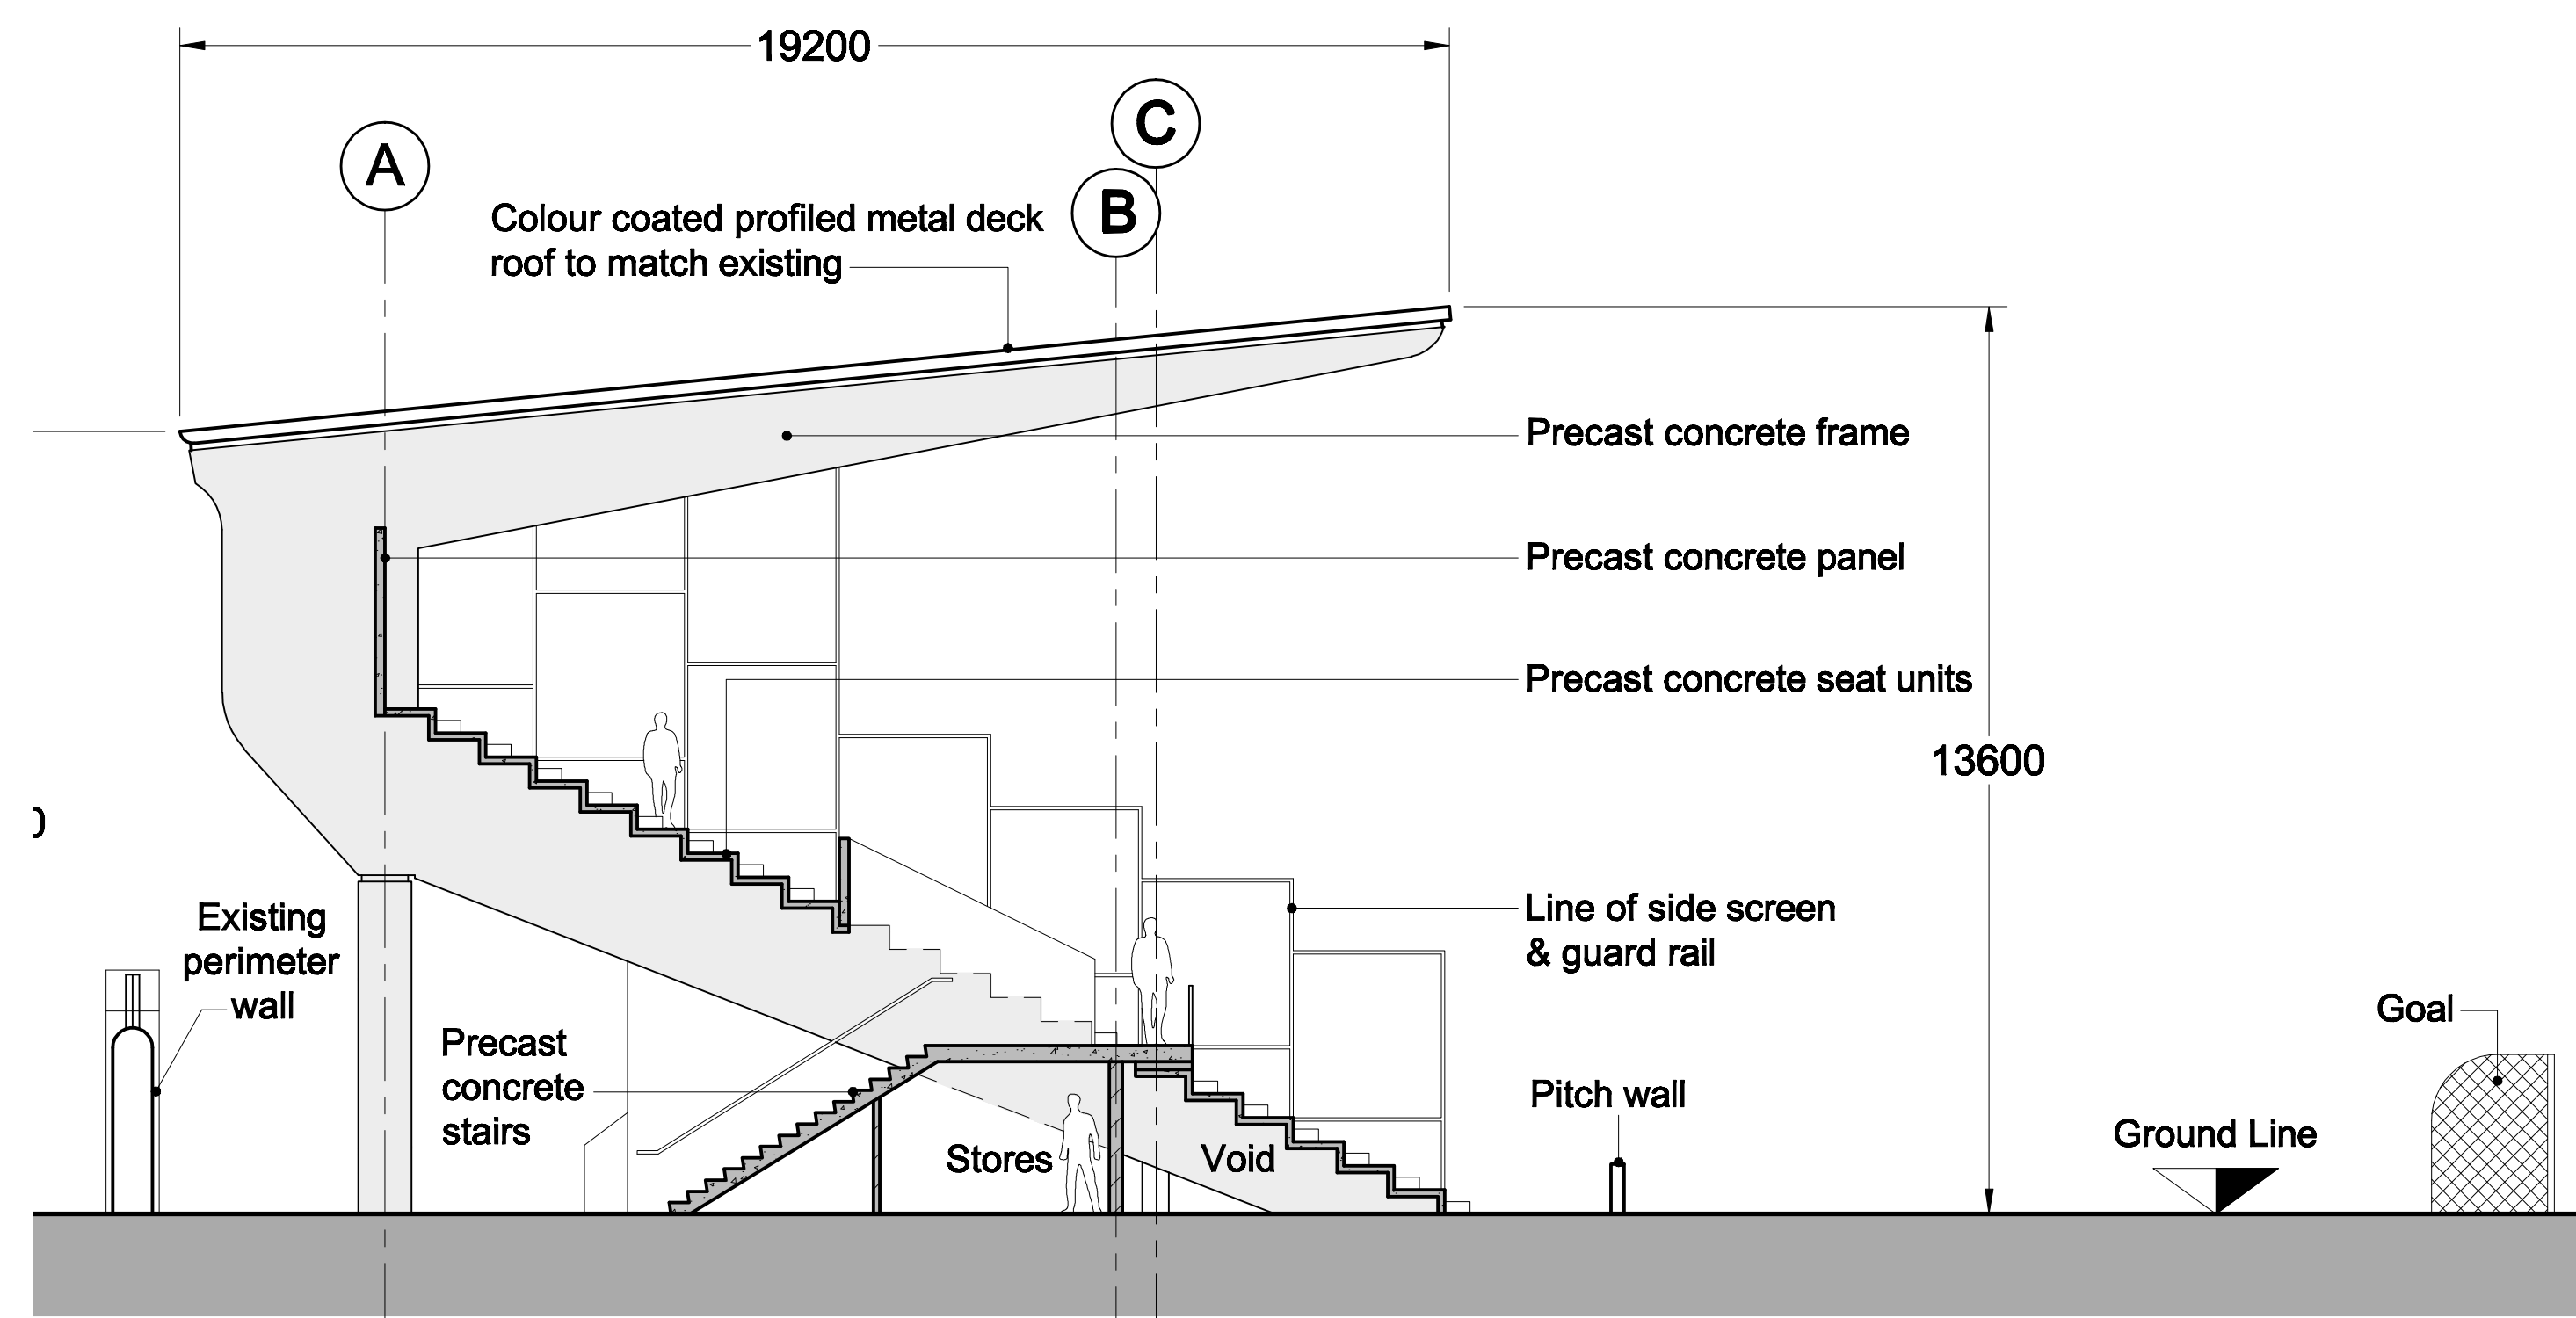 19200
C
A
B
Colour coated profiled metal deck
roof to match existing
Precast concrete frame
Precast concrete panel
Precast concrete seat units
13600
Line of side screen
& guard rail
Existing
perimeter
wall
Goal
Precast
concrete
stairs
Pitch wall
Ground Line
Stores
Void